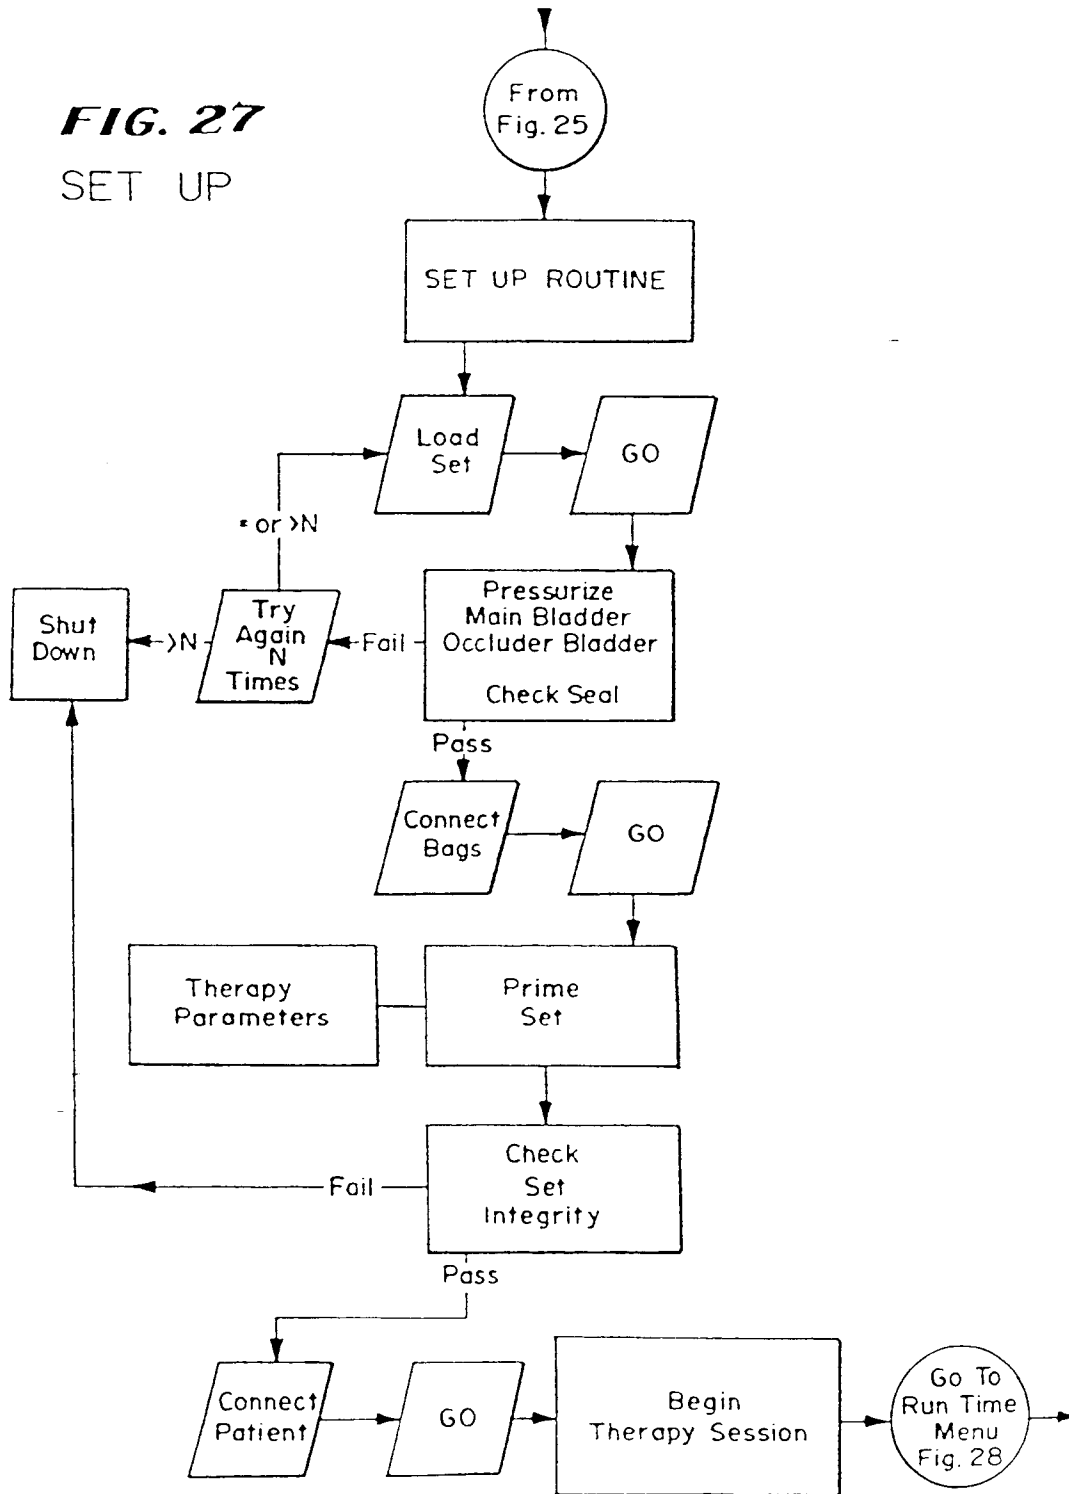 FIG. 27
SET UP
From
Fig. 25
SET UP ROUTINE
Load
Set
GO
= or >N
Shut
Down
>N
Try
Again
N
Times
Fail
Pressurize
Main Bladder
Occluder Bladder
Check Seal
Pass
Connect
Bags
GO
Therapy
Parameters
Prime
Set
Check
Set
Integrity
Fail
Pass
Connect
Patient
GO
Begin
Therapy Session
Go To
Run Time
Menu
Fig. 28